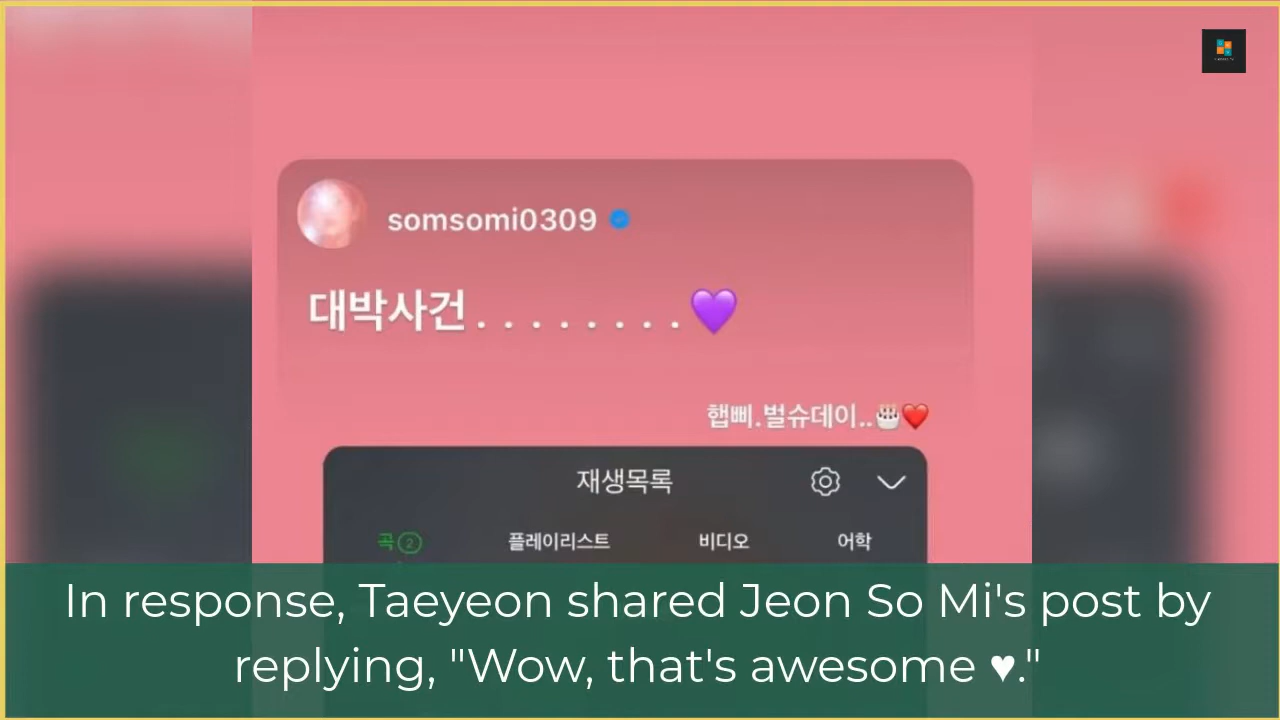 somsomi0309
대박사건 . . . . . . . . 💜
햅삐.벌슈데이..🎂❤️
재생목록
곡② 플레이리스트 비디오 어학
In response, Taeyeon shared Jeon So Mi's post by
replying, "Wow, that's awesome ♥."